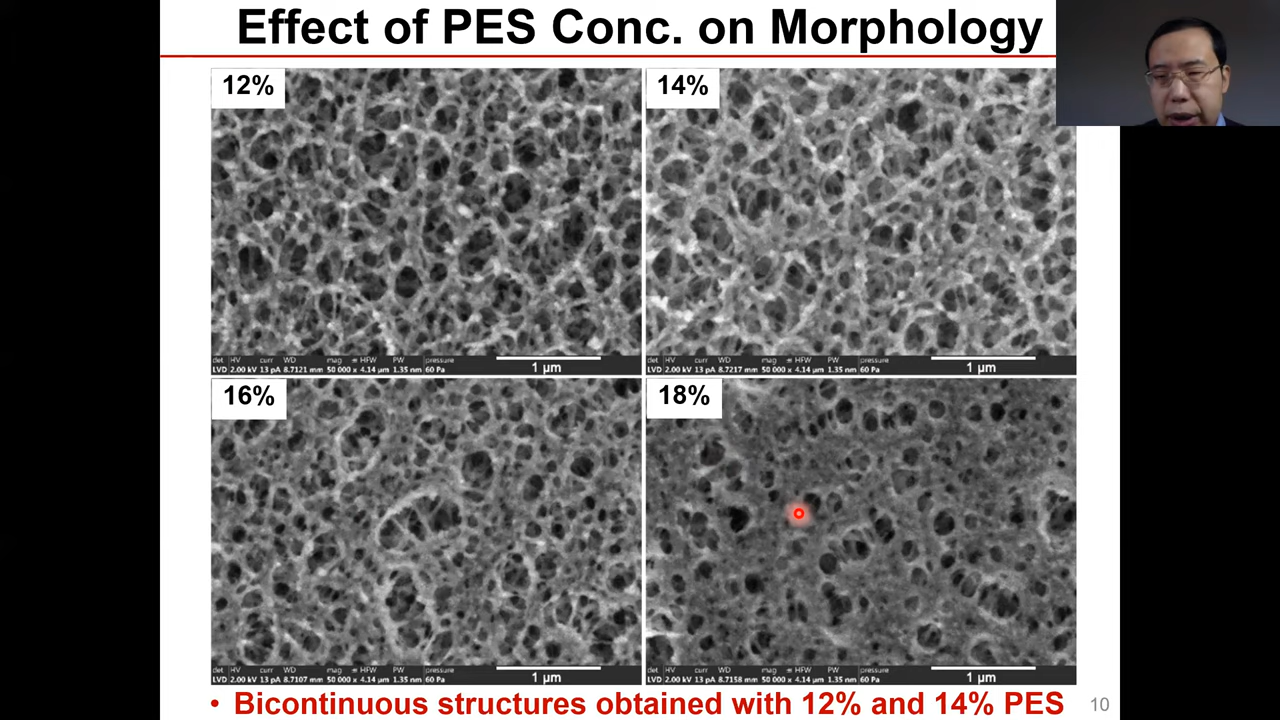 Effect of PES Conc. on Morphology
12%
14%
det HV curr WD mag HFW PW pressure
LVD 2.00 kV 13 pA 8.7121 mm 50 000 x 4.14 µm 1.35 nm 60 Pa
1 µm
det HV curr WD mag HFW PW pressure
LVD 2.00 kV 13 pA 8.7217 mm 50 000 x 4.14 µm 1.35 nm 60 Pa
1 µm
16%
18%
det HV curr WD mag HFW PW pressure
LVD 2.00 kV 13 pA 8.7107 mm 50 000 x 4.14 µm 1.35 nm 60 Pa
1 µm
det HV curr WD mag HFW PW pressure
LVD 2.00 kV 13 pA 8.7158 mm 50 000 x 4.14 µm 1.35 nm 60 Pa
1 µm
• Bicontinuous structures obtained with 12% and 14% PES
10